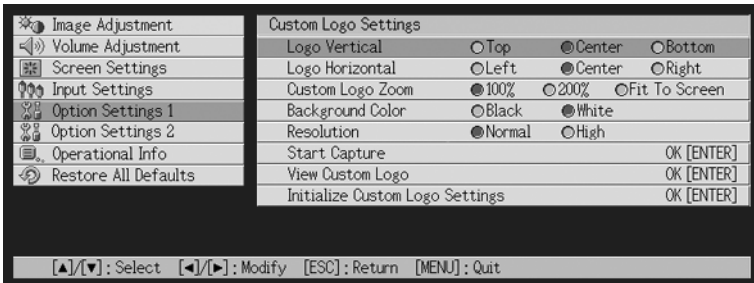 Image Adjustment
Volume Adjustment
Screen Settings
Input Settings
Option Settings 1
Option Settings 2
Operational Info
Restore All Defaults
Custom Logo Settings
Logo Vertical Top Center Bottom
Logo Horizontal Left Center Right
Custom Logo Zoom 100% 200% Fit To Screen
Background Color Black White
Resolution Normal High
Start Capture OK [ENTER]
View Custom Logo OK [ENTER]
Initialize Custom Logo Settings OK [ENTER]
[▲]/[▼] : Select [◄]/[►] : Modify [ESC] : Return [MENU] : Quit